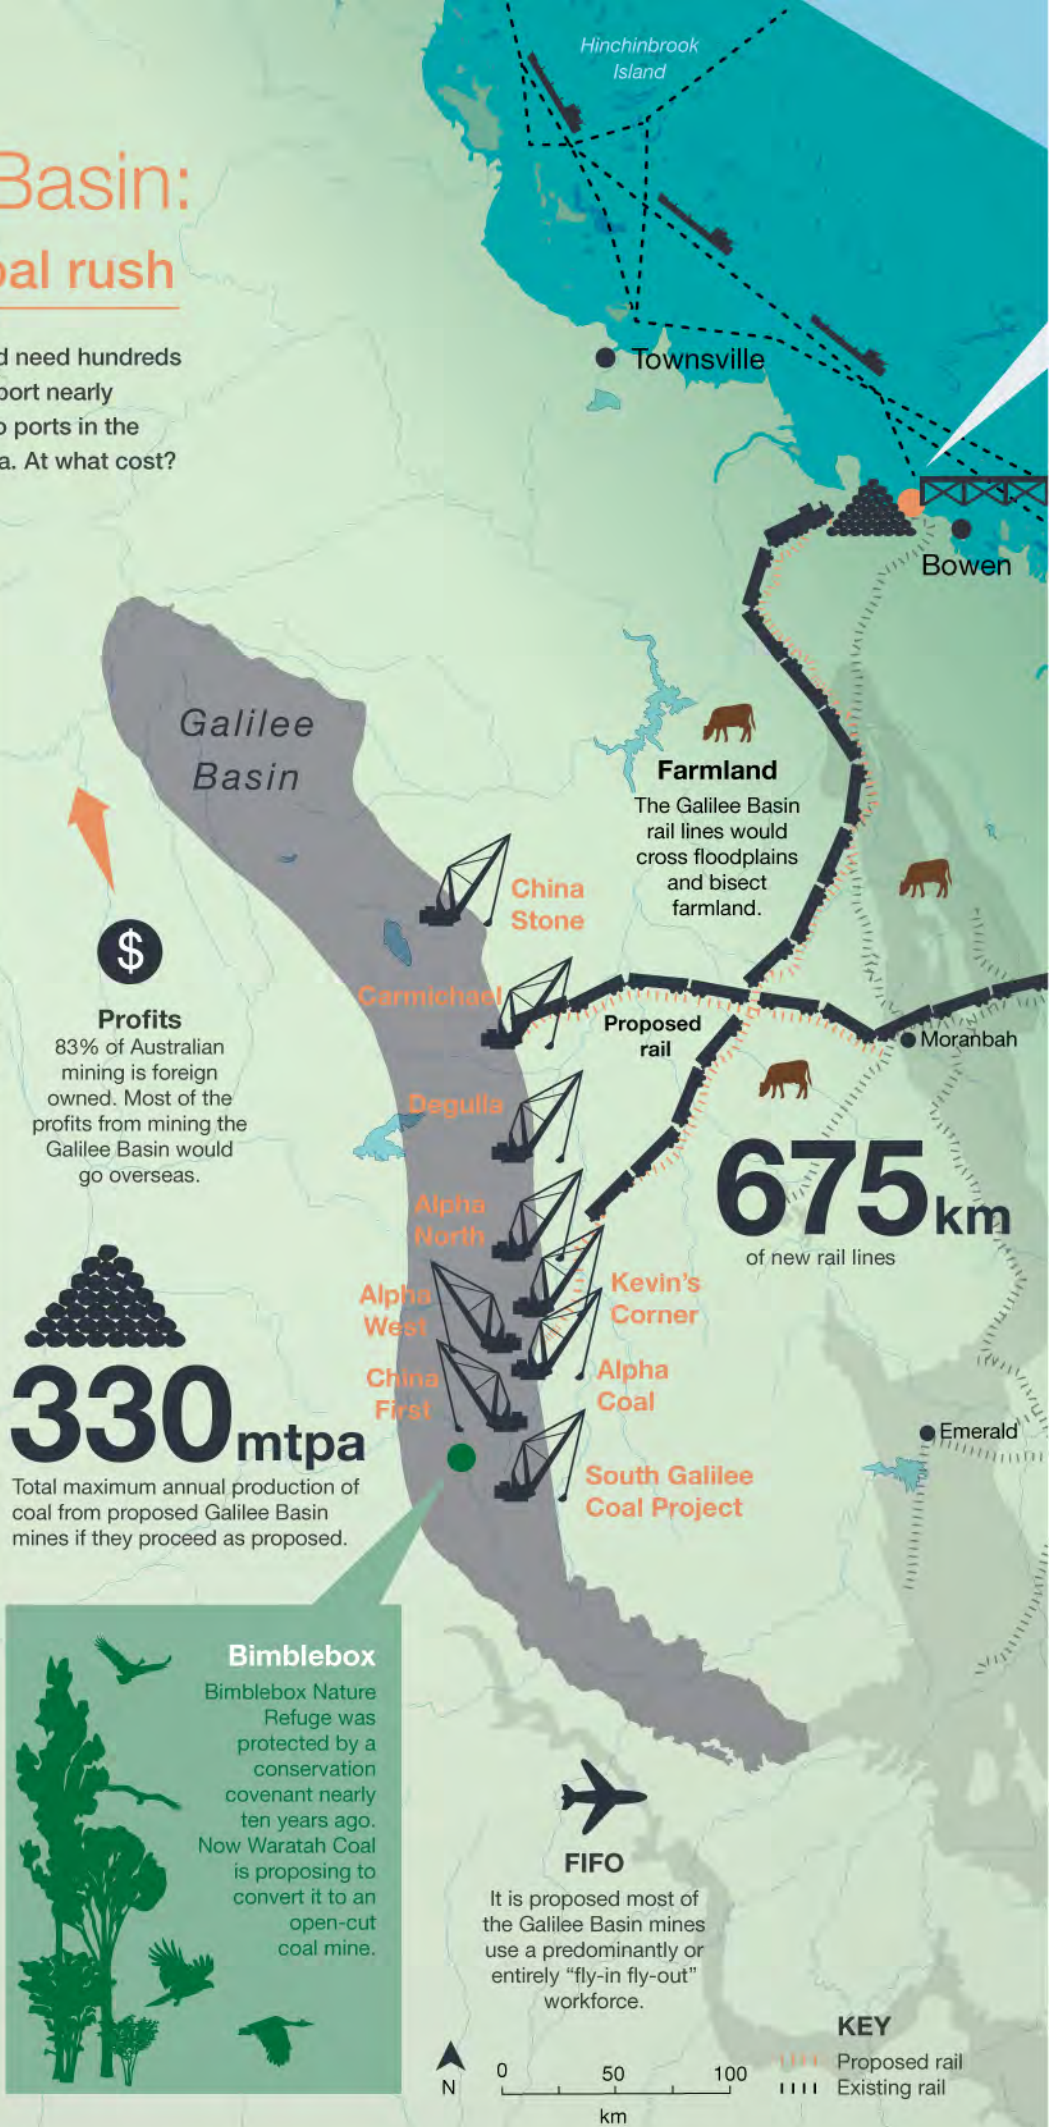 Hinchinbrook
Island
Basin:
oal rush
d need hundreds
port nearly
o ports in the
a. At what cost?
Townsville
Bowen
Galilee
Basin
Farmland
The Galilee Basin
rail lines would
cross floodplains
and bisect
farmland.
China
Stone
$
Profits
83% of Australian
mining is foreign
owned. Most of the
profits from mining the
Galilee Basin would
go overseas.
Carmichael
Proposed
rail
Moranbah
Degulla
675 km
of new rail lines
Alpha
North
Kevin's
Corner
Alpha
West
Alpha
Coal
China
First
330 mtpa
Total maximum annual production of
coal from proposed Galilee Basin
mines if they proceed as proposed.
Emerald
South Galilee
Coal Project
Bimblebox
Bimblebox Nature
Refuge was
protected by a
conservation
covenant nearly
ten years ago.
Now Waratah Coal
is proposing to
convert it to an
open-cut
coal mine.
FIFO
It is proposed most of
the Galilee Basin mines
use a predominantly or
entirely “fly-in fly-out”
workforce.
KEY
Proposed rail
Existing rail
N
0 50 100
km